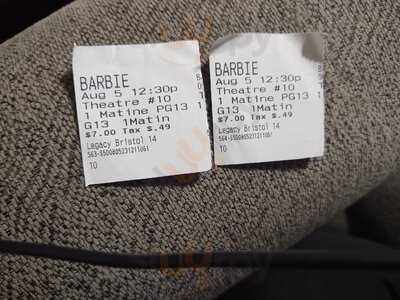 BARBIE
Aug 5 12:30p
Theatre #10
1 Matine PG13 1
G13 1Matin
$7.00 Tax $.49
Legacy Bristol 14
TO
BARBIE
Aug 5 12:30p
Theatre #10
1 Matine PG13 1
G13 1Matin
$7.00 Tax $.49
Legacy Bristol 14
TO